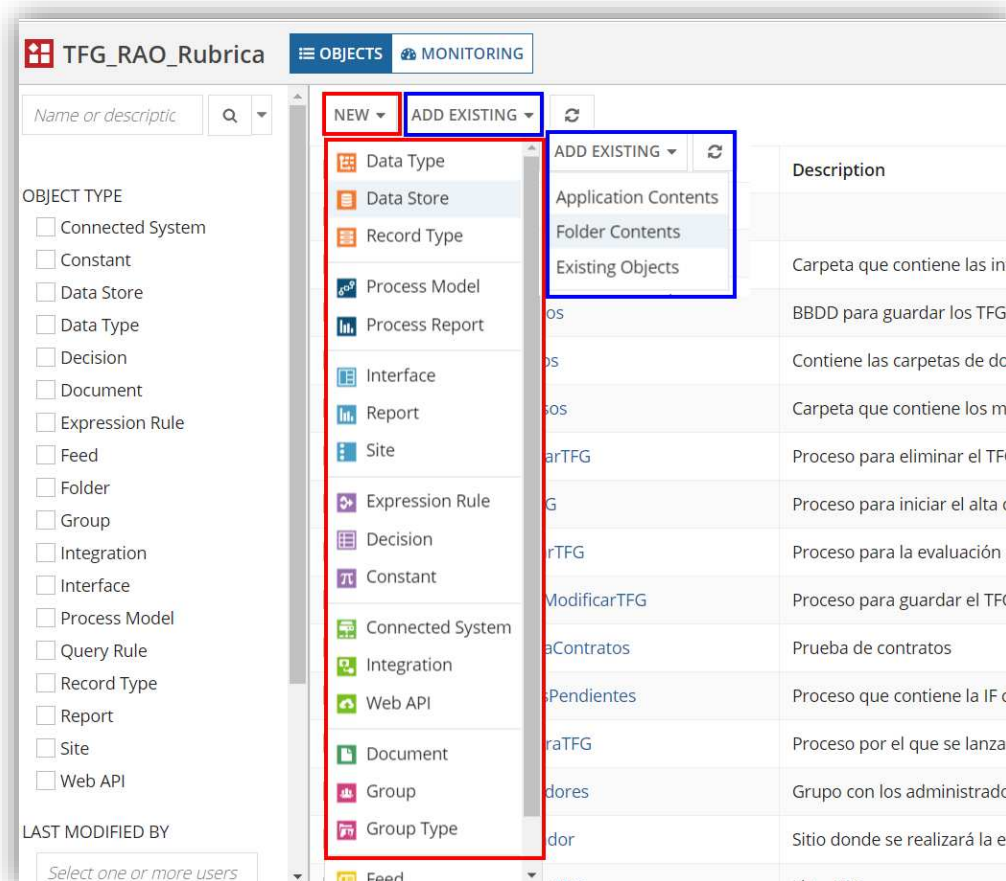 TFG_RAO_Rubrica
OBJECTS
MONITORING
Name or descriptic
OBJECT TYPE
Connected System
Constant
Data Store
Data Type
Decision
Document
Expression Rule
Feed
Folder
Group
Integration
Interface
Process Model
Query Rule
Record Type
Report
Site
Web API
LAST MODIFIED BY
Select one or more users
NEW
ADD EXISTING
Data Type
Data Store
Record Type
Process Model
Process Report
Interface
Report
Site
Expression Rule
Decision
Constant
Connected System
Integration
Web API
Document
Group
Group Type
Feed
ADD EXISTING
Application Contents
Folder Contents
Existing Objects
Description
Carpeta que contiene las in
os BBDD para guardar los TFG
os Contiene las carpetas de do
sos Carpeta que contiene los m
arTFG Proceso para eliminar el TF
G Proceso para iniciar el alta
rTFG Proceso para la evaluación
ModificarTFG Proceso para guardar el TF
aContratos Prueba de contratos
sPendientes Proceso que contiene la IF
raTFG Proceso por el que se lanza
dores Grupo con los administrado
dor Sitio donde se realizará la e